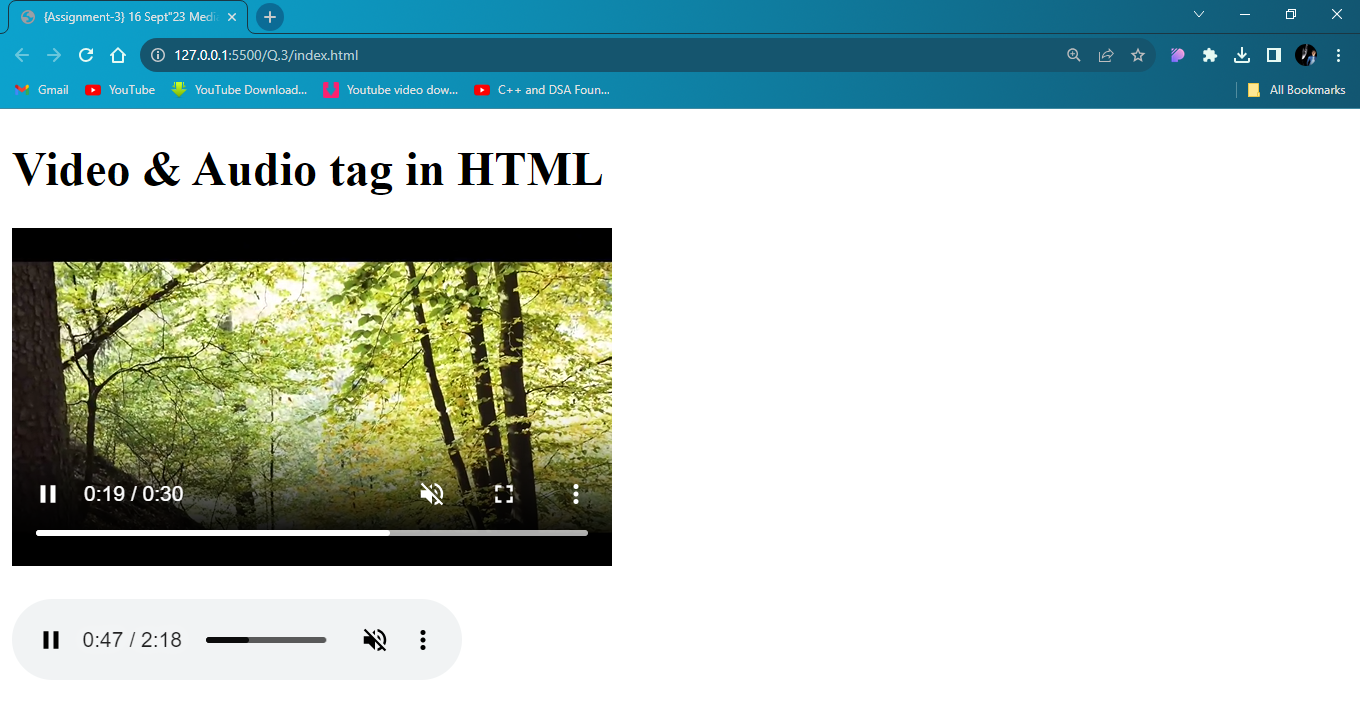 {Assignment-3} 16 Sept"23 Medi
127.0.0.1:5500/Q.3/index.html
Gmail YouTube YouTube Download... Youtube video dow... C++ and DSA Foun... All Bookmarks
Video & Audio tag in HTML
0:19 / 0:30
0:47 / 2:18